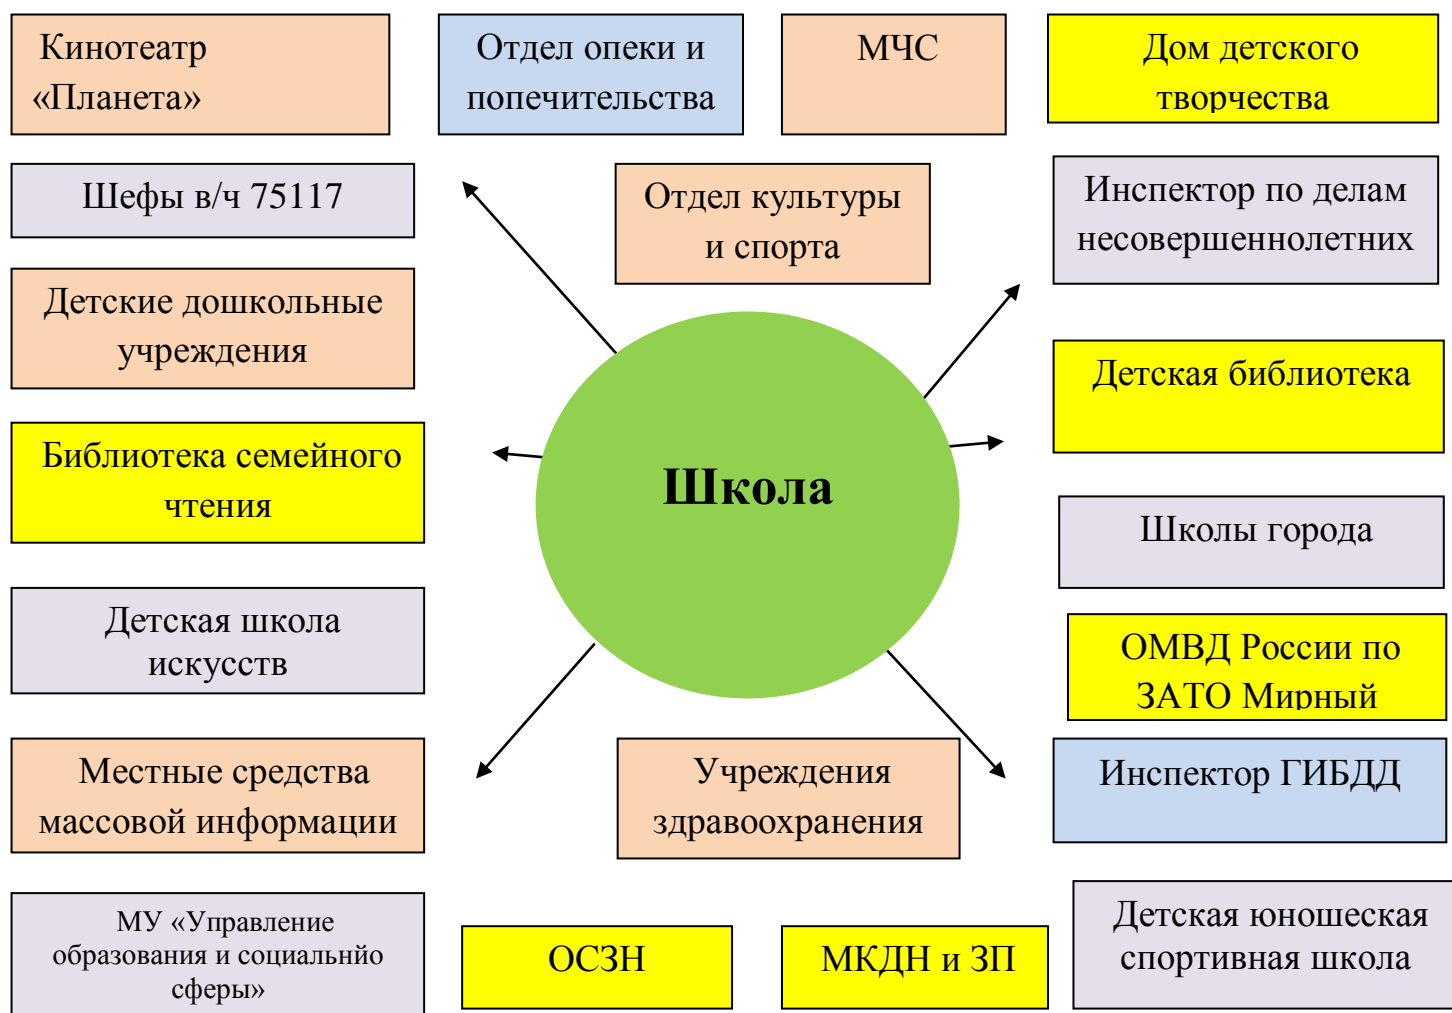 Кинотеатр
«Планета»
Отдел опеки и
попечительства
МЧС
Дом детского
творчества
Шефы в/ч 75117
Отдел культуры
и спорта
Инспектор по делам
несовершеннолетних
Детские дошкольные
учреждения
Детская библиотека
Библиотека семейного
чтения
Школа
Школы города
Детская школа
искусств
ОМВД России по
ЗАТО Мирный
Местные средства
массовой информации
Учреждения
здравоохранения
Инспектор ГИБДД
МУ «Управление
образования и социальнйо
сферы»
ОСЗН
МКДН и ЗП
Детская юношеская
спортивная школа